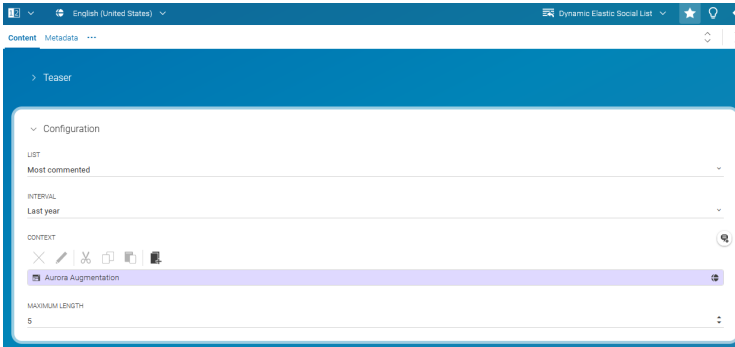 English (United States)
Dynamic Elastic Social List
Content Metadata ...
Teaser
Configuration
LIST
Most commented
INTERVAL
Last year
CONTEXT
Aurora Augmentation
MAXIMUM LENGTH
5